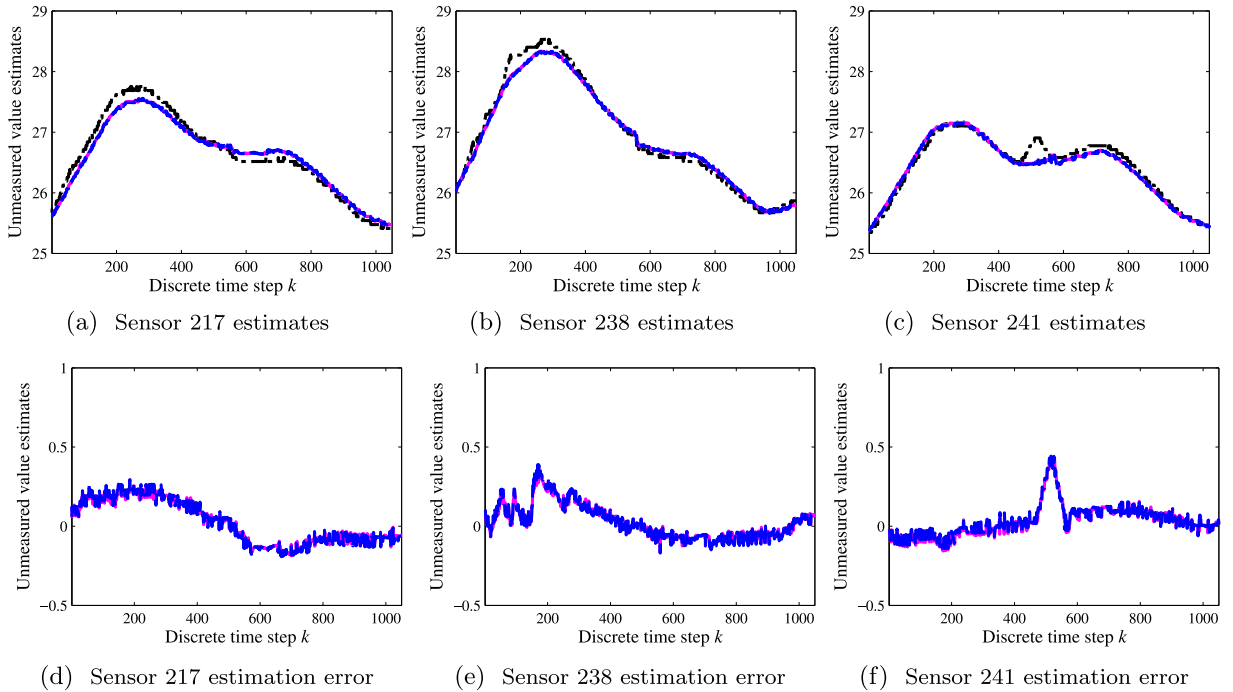 29
28
27
26
25
Unmeasured value estimates
200 400 600 800 1000
Discrete time step k
(a) Sensor 217 estimates
29
28
27
26
25
Unmeasured value estimates
200 400 600 800 1000
Discrete time step k
(b) Sensor 238 estimates
29
28
27
26
25
Unmeasured value estimates
200 400 600 800 1000
Discrete time step k
(c) Sensor 241 estimates
1
0.5
0
−0.5
Unmeasured value estimates
200 400 600 800 1000
Discrete time step k
(d) Sensor 217 estimation error
1
0.5
0
−0.5
Unmeasured value estimates
200 400 600 800 1000
Discrete time step k
(e) Sensor 238 estimation error
1
0.5
0
−0.5
Unmeasured value estimates
200 400 600 800 1000
Discrete time step k
(f) Sensor 241 estimation error